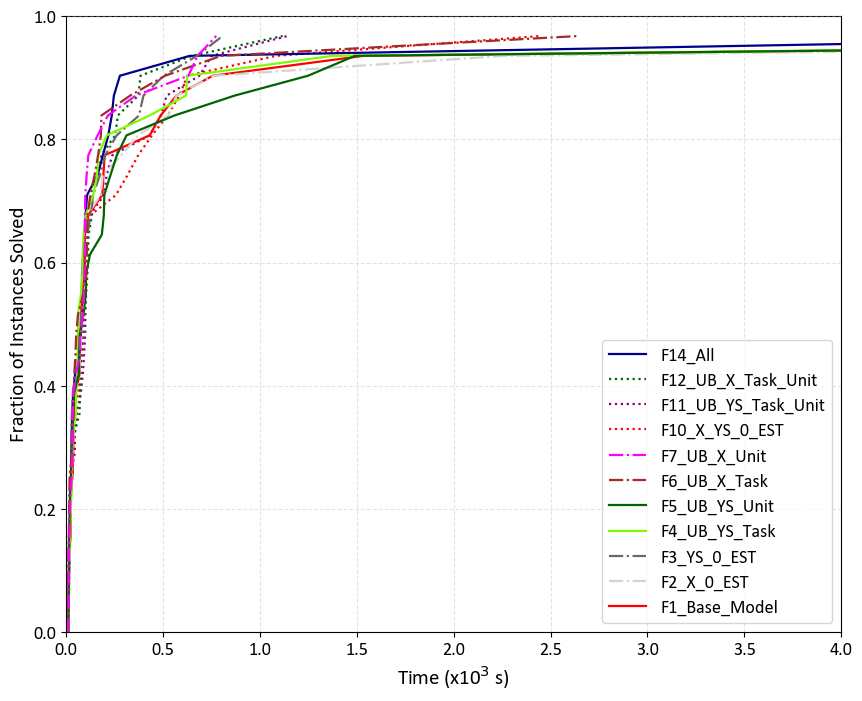 1.0
0.8
0.6
0.4
0.2
0.0
Fraction of Instances Solved
F14_All
F12_UB_X_Task_Unit
F11_UB_YS_Task_Unit
F10_X_YS_0_EST
F7_UB_X_Unit
F6_UB_X_Task
F5_UB_YS_Unit
F4_UB_YS_Task
F3_YS_0_EST
F2_X_0_EST
F1_Base_Model
0.0 0.5 1.0 1.5 2.0 2.5 3.0 3.5 4.0
Time (x10³ s)